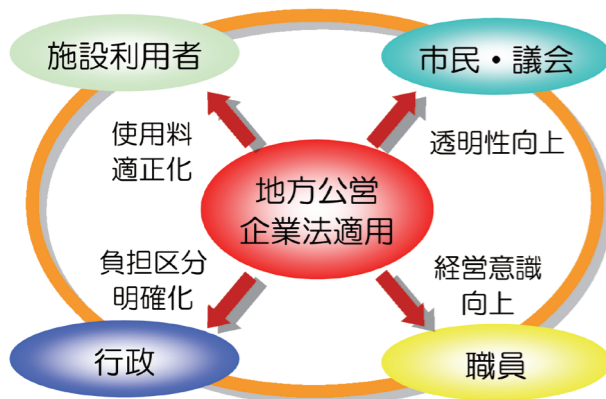 施設利用者
市民・議会
使用料
適正化
透明性向上
地方公営
企業法適用
負担区分
明確化
経営意識
向上
行政
職員